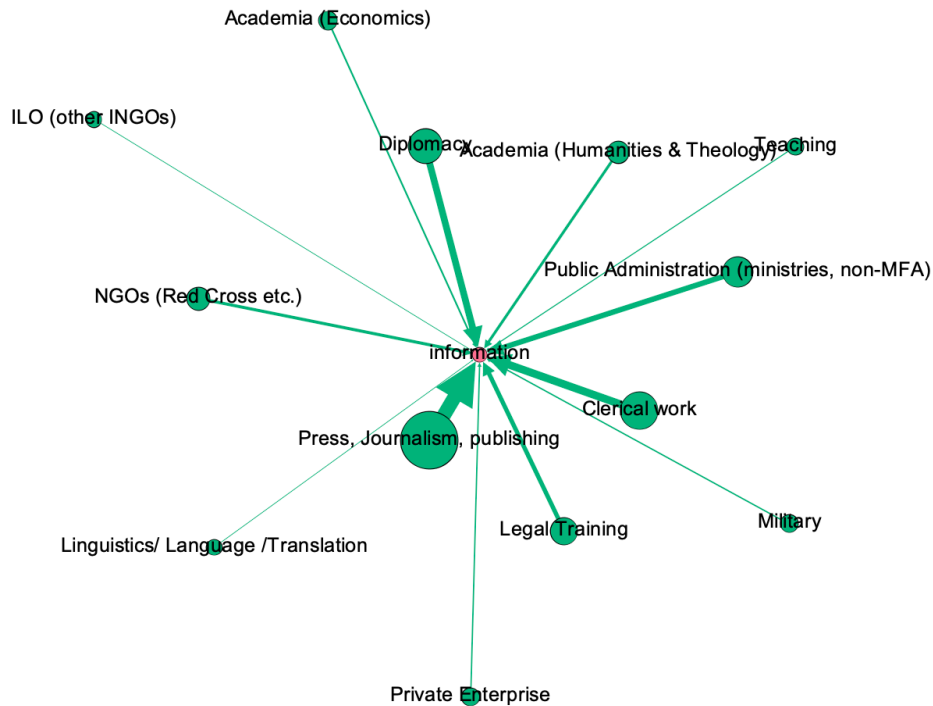 Academia (Economics)
ILO (other INGOs)
Diplomacy
Academia (Humanities & Theology)
Teaching
Public Administration (ministries, non-MFA)
NGOs (Red Cross etc.)
information
Clerical work
Press, Journalism, publishing
Legal Training
Military
Linguistics/ Language /Translation
Private Enterprise